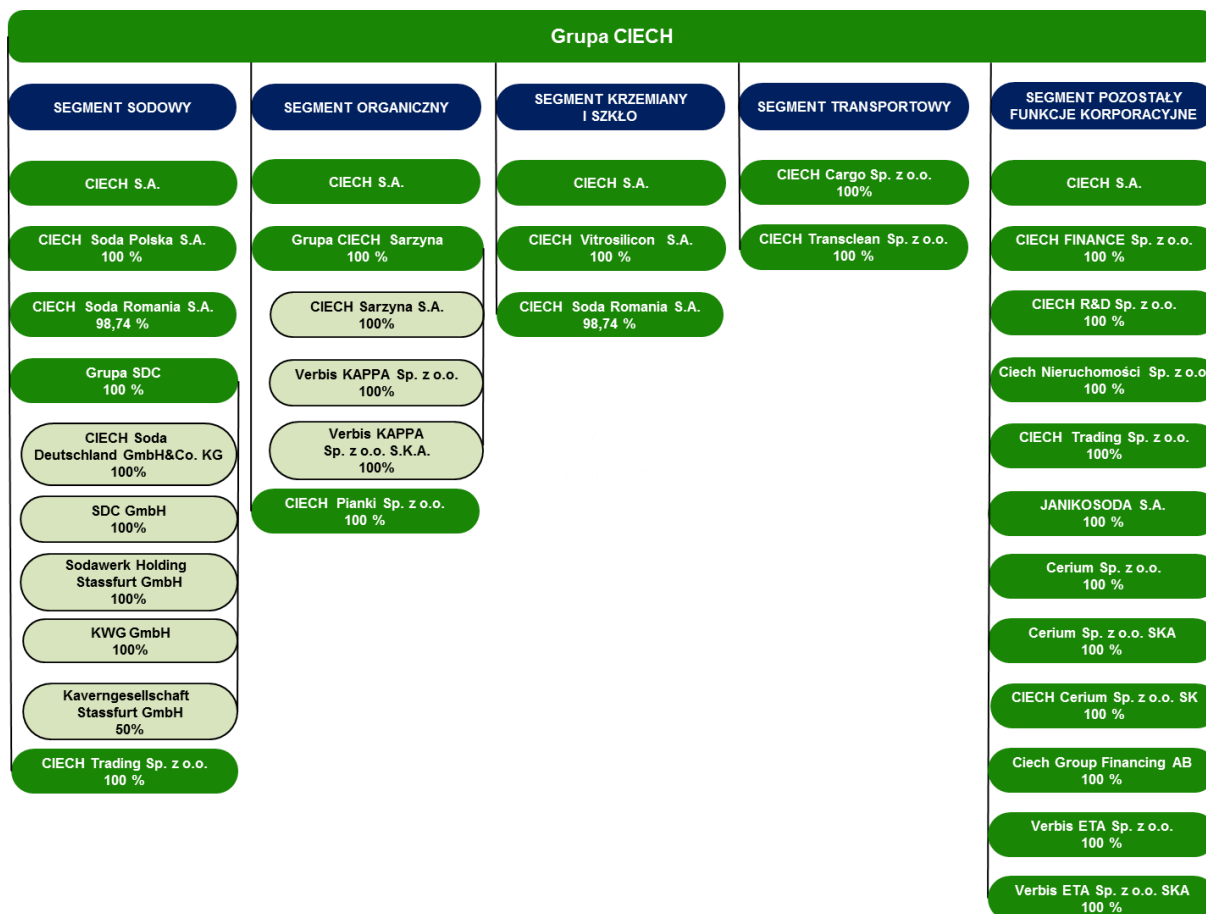 Grupa CIECH
SEGMENT SODOWY
CIECH S.A.
CIECH Soda Polska S.A.
100 %
CIECH Soda Romania S.A.
98,74 %
Grupa SDC
100 %
CIECH Soda
Deutschland GmbH&Co. KG
100%
SDC GmbH
100%
Sodawerk Holding
Stassfurt GmbH
100%
KWG GmbH
100%
Kaverngesellschaft
Stassfurt GmbH
50%
CIECH Trading Sp. z o.o.
100 %
SEGMENT ORGANICZNY
CIECH S.A.
Grupa CIECH Sarzyna
100 %
CIECH Sarzyna S.A.
100%
Verbis KAPPA Sp. z o.o.
100%
Verbis KAPPA
Sp. z o.o. S.K.A.
100%
CIECH Pianki Sp. z o.o.
100 %
SEGMENT KRZEMIANY
I SZKŁO
CIECH S.A.
CIECH Vitrosilicon S.A.
100 %
CIECH Soda Romania S.A.
98,74 %
SEGMENT TRANSPORTOWY
CIECH Cargo Sp. z o.o.
100%
CIECH Transclean Sp. z o.o.
100 %
SEGMENT POZOSTAŁY
FUNKCJE KORPORACYJNE
CIECH S.A.
CIECH FINANCE Sp. z o.o.
100 %
CIECH R&D Sp. z o.o.
100 %
Ciech Nieruchomości Sp. z o.o
100 %
CIECH Trading Sp. z o.o.
100%
JANIKOSODA S.A.
100 %
Cerium Sp. z o.o.
100 %
Cerium Sp. z o.o. SKA
100 %
CIECH Cerium Sp. z o.o. SK
100 %
Ciech Group Financing AB
100 %
Verbis ETA Sp. z o.o.
100 %
Verbis ETA Sp. z o.o. SKA
100 %